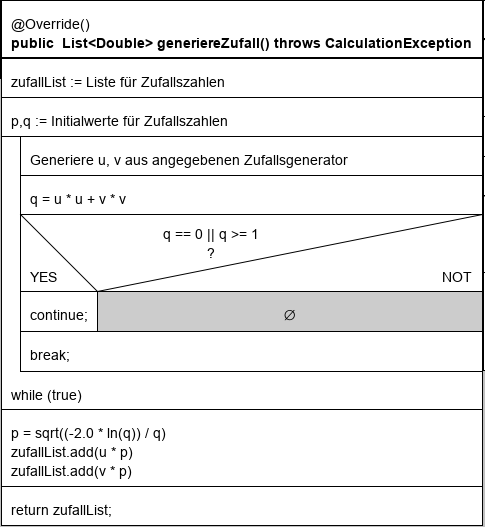 @Override()
public List<Double> generiereZufall() throws CalculationException
zufallList := Liste für Zufallszahlen
p,q := Initialwerte für Zufallszahlen
Generiere u, v aus angegebenen Zufallsgenerator
q = u * u + v * v
q == 0 || q >= 1
?
YES
NOT
continue;
∅
break;
while (true)
p = sqrt((-2.0 * ln(q)) / q)
zufallList.add(u * p)
zufallList.add(v * p)
return zufallList;